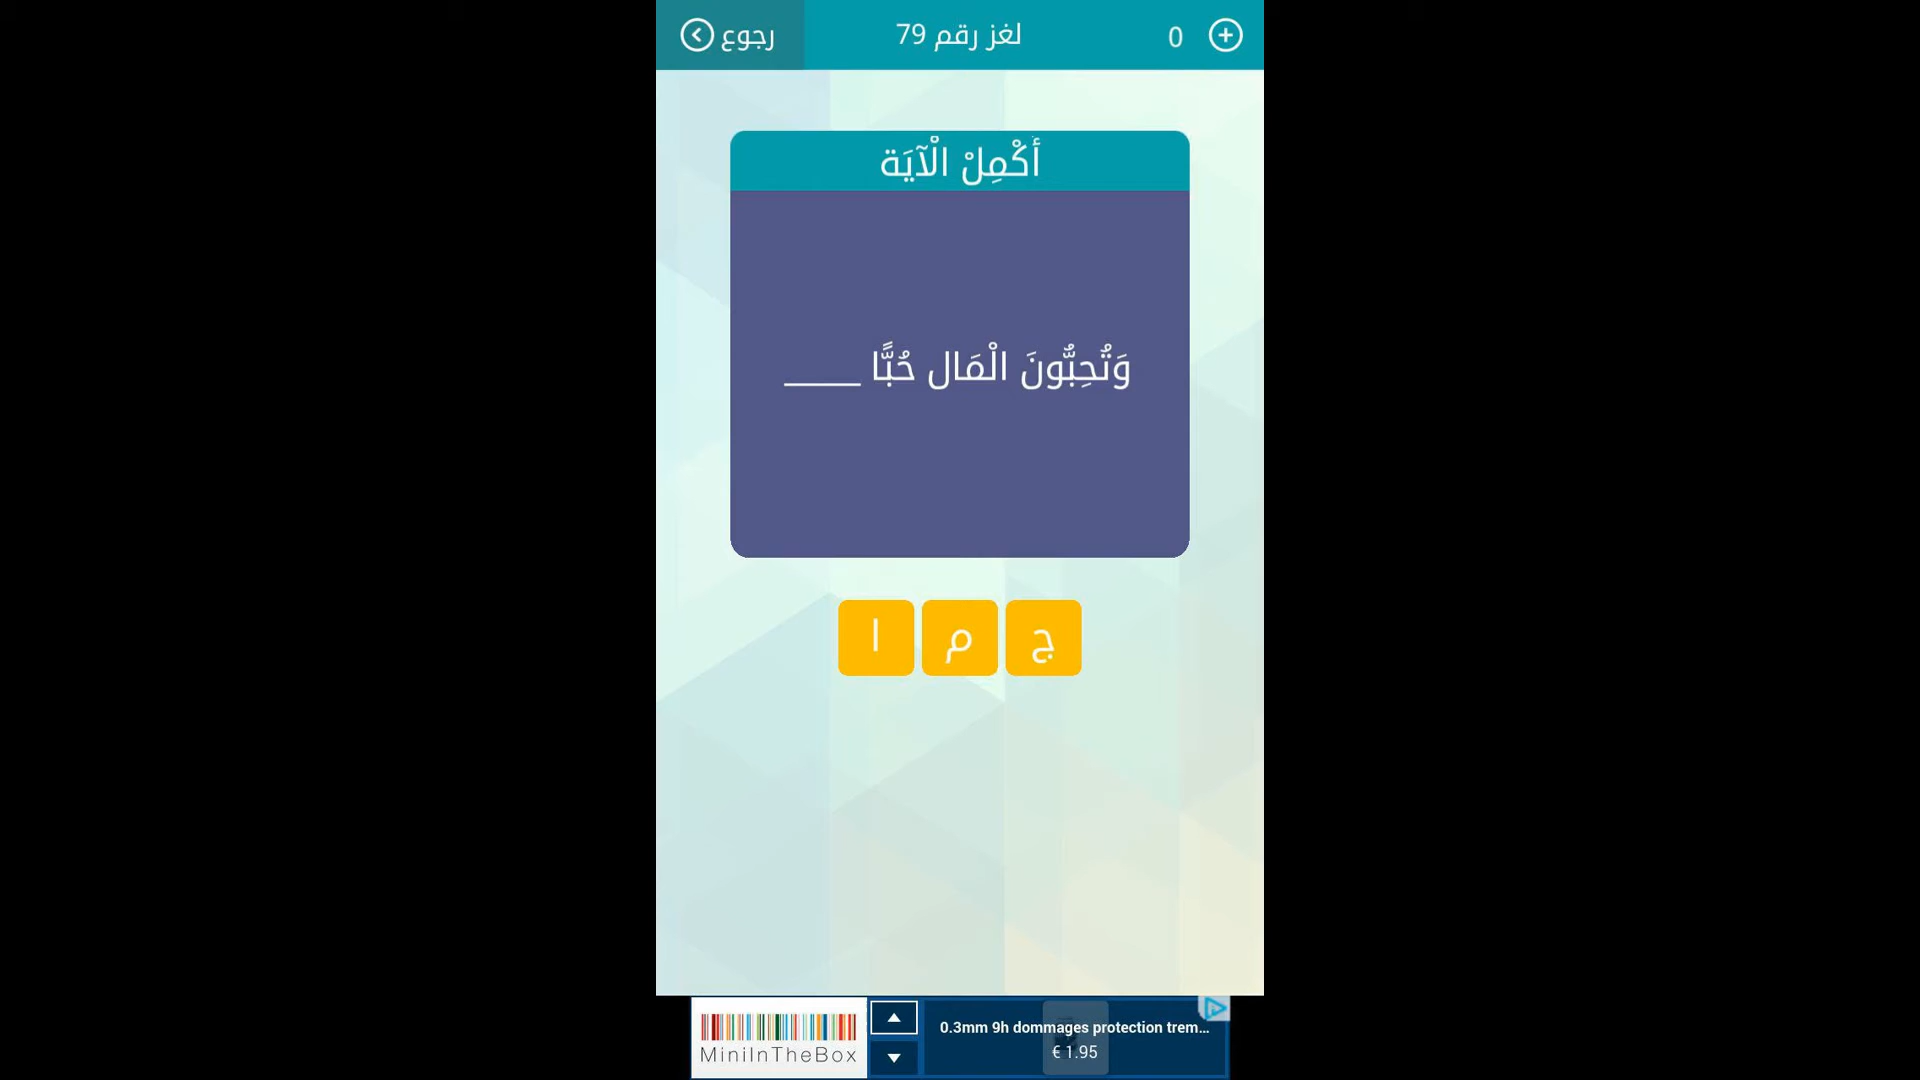 رجوع لغز رقم 79 0
أَكْمِلْ الْآيَة
وَتُحِبُّونَ الْمَال حُبًّا _____
ج م ا
MiniInTheBox
0.3mm 9h dommages protection trem...
€ 1.95